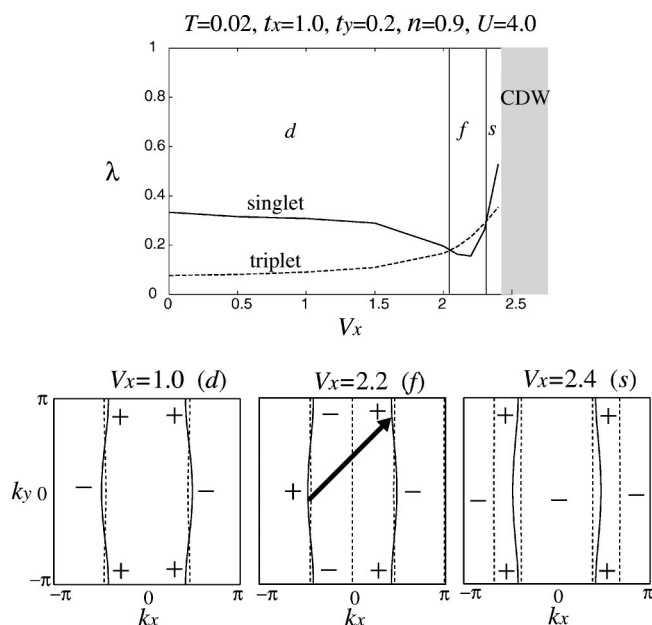 T=0.02, tx=1.0, ty=0.2, n=0.9, U=4.0
1
0.8
0.6
0.4
0.2
0
λ
d
f
s
CDW
singlet
triplet
0
0.5
1
1.5
2
2.5
Vx
Vx=1.0 (d)
Vx=2.2 (f)
Vx=2.4 (s)
π
π
π
+ +
− +
+ +
ky 0
− −
+ −
− − −
−π
+ +
− +
+ +
−π 0 π
−π 0 π
−π 0 π
kx
kx
kx